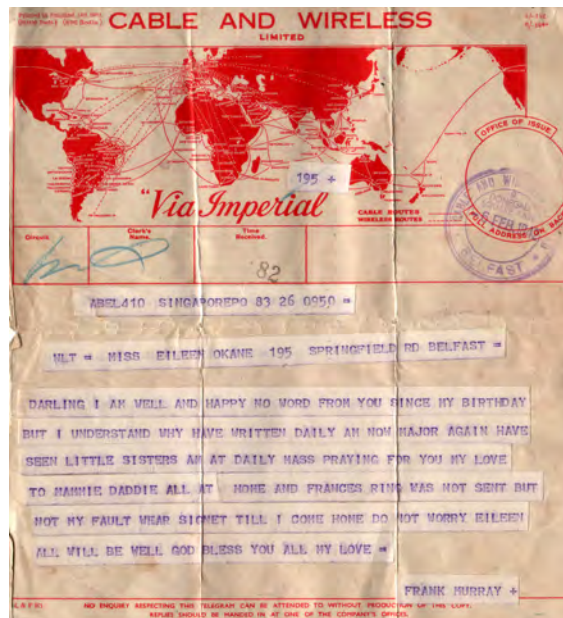 CABLE AND WIRELESS
LIMITED
195 +
"Via Imperial
CABLE ROUTES
WIRELESS ROUTES
OFFICE OF ISSUE
FULL ADDRESS ON BACK
BELFAST
Circuit.
Clerk's Name.
Time Received.
82
ABEL410 SINGAPOREPO 83 26 0950 =
NLT = MISS EILEEN OKANE 195 SPRINGFIELD RD BELFAST =
DARLING I AM WELL AND HAPPY NO WORD FROM YOU SINCE MY BIRTHDAY
BUT I UNDERSTAND WHY HAVE WRITTEN DAILY AM NOW MAJOR AGAIN HAVE
SEEN LITTLE SISTERS AM AT DAILY MASS PRAYING FOR YOU MY LOVE
TO MAMMIE DADDIE ALL AT HOME AND FRANCES RING WAS NOT SENT BUT
NOT MY FAULT WEAR SIGNET TILL I COME HOME DO NOT WORRY EILEEN
ALL WILL BE WELL GOD BLESS YOU ALL MY LOVE =
FRANK MURRAY +
NO ENQUIRY RESPECTING THIS TELEGRAM CAN BE ATTENDED TO WITHOUT PRODUCTION OF THIS COPY.
REPLIES SHOULD BE HANDED IN AT ONE OF THE COMPANY'S OFFICES.